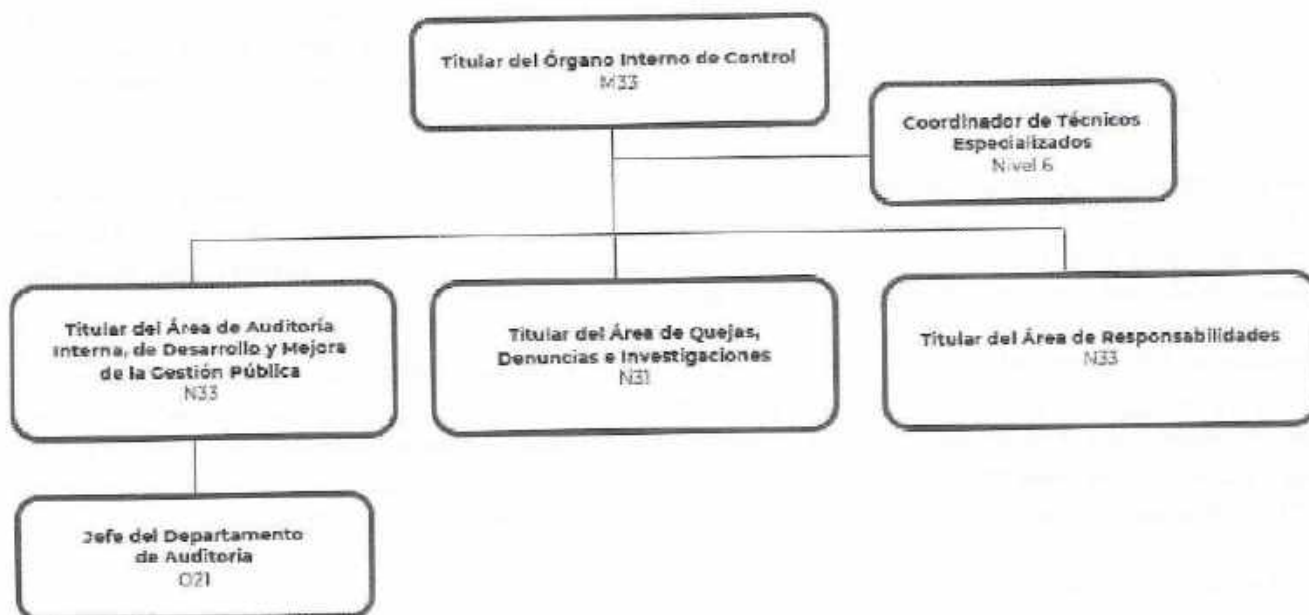 Titular del Órgano Interno de Control
M33
Coordinador de Técnicos
Especializados
Nivel 6
Titular del Área de Auditoría
Interna, de Desarrollo y Mejora
de la Gestión Pública
N33
Titular del Área de Quejas,
Denuncias e Investigaciones
N31
Titular del Área de Responsabilidades
N33
Jefe del Departamento
de Auditoria
O21